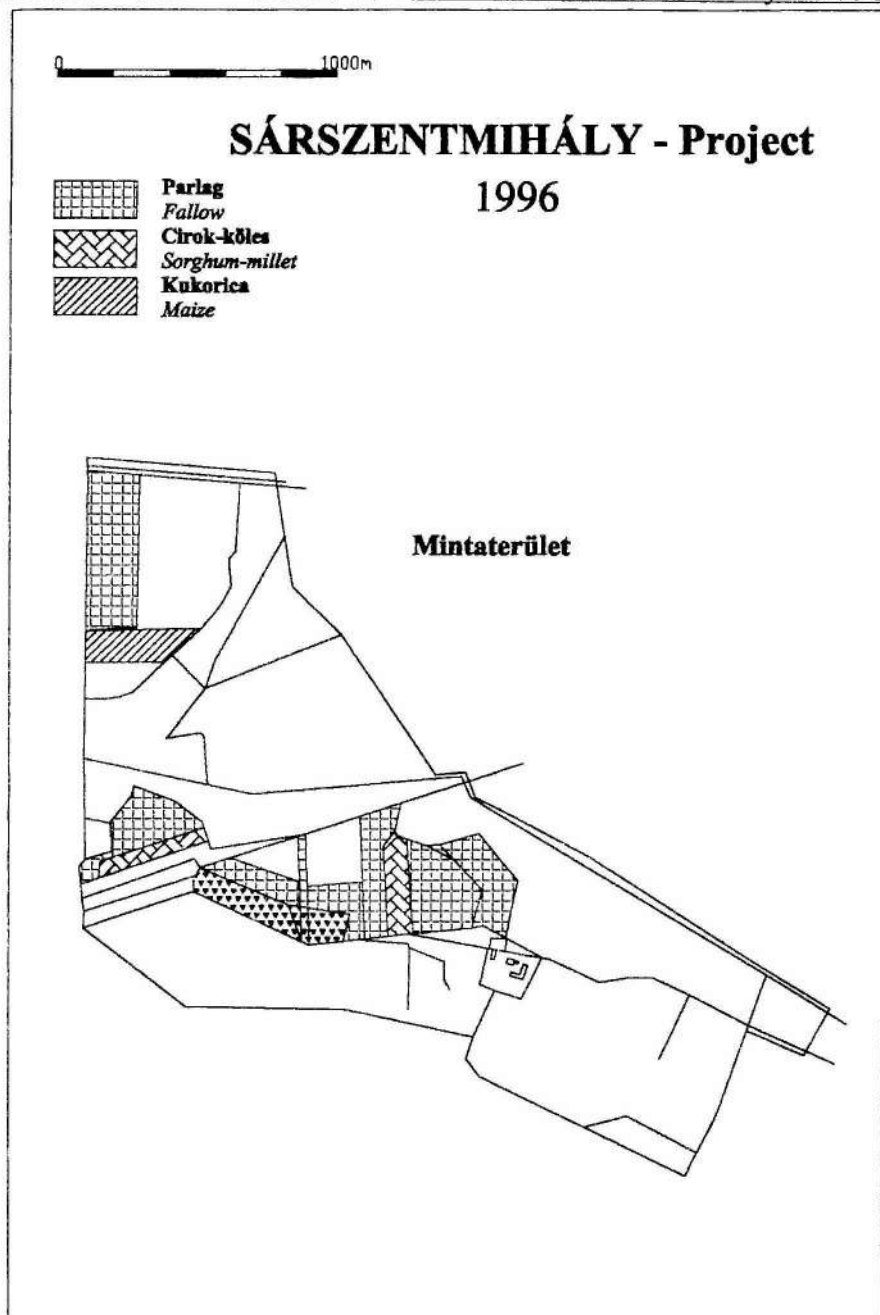 0 1000m
SÁRSZENTMIHÁLY - Project
1996
Parlag
Fallow
Cirok-köles
Sorghum-millet
Kukorica
Maize
Mintaterület